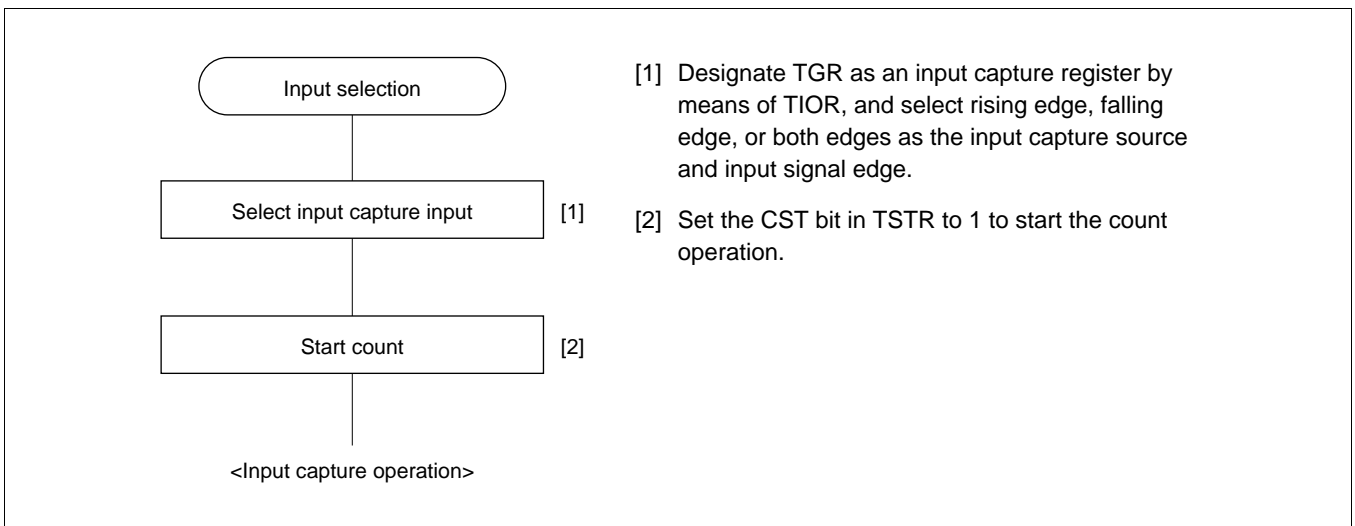 Input selection
Select input capture input
[1]
Start count
[2]
<Input capture operation>
[1] Designate TGR as an input capture register by
means of TIOR, and select rising edge, falling
edge, or both edges as the input capture source
and input signal edge.
[2] Set the CST bit in TSTR to 1 to start the count
operation.